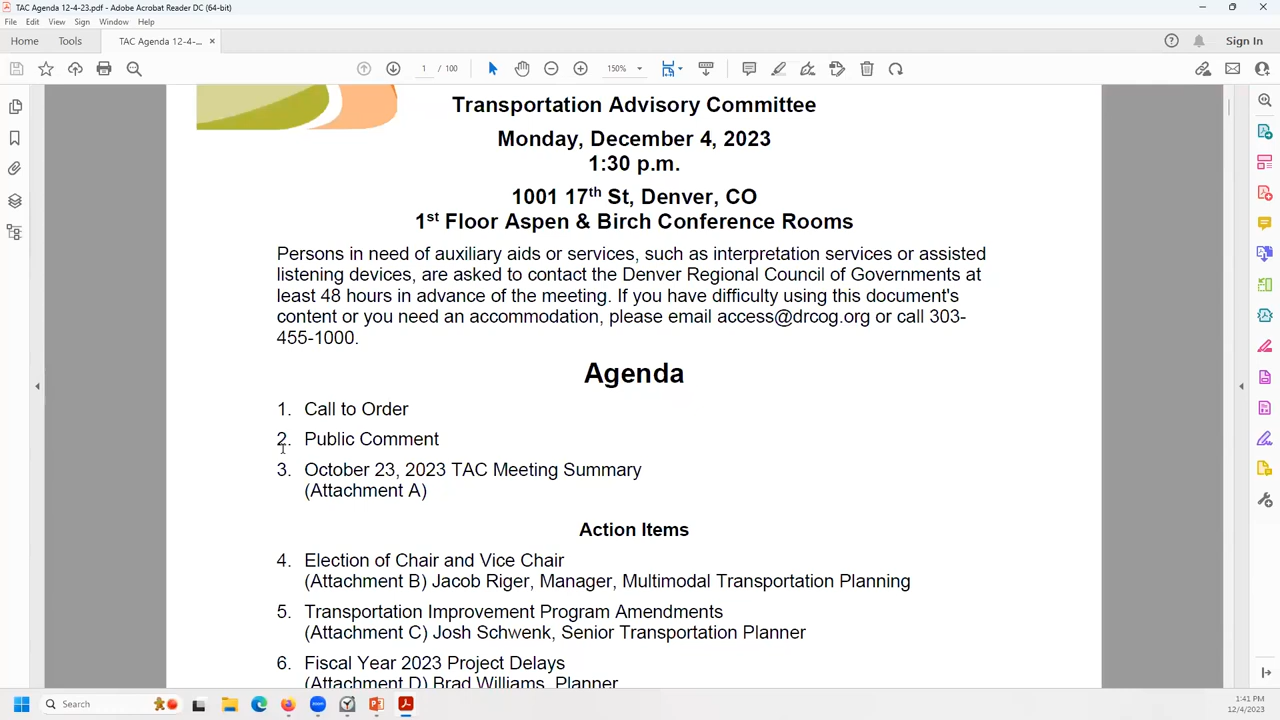 TAC Agenda 12-4-23.pdf - Adobe Acrobat Reader DC (64-bit)
File Edit View Sign Window Help
Home Tools TAC Agenda 12-4-... × Sign In
1 / 100 150%
Transportation Advisory Committee
Monday, December 4, 2023
1:30 p.m.
1001 17th St, Denver, CO
1st Floor Aspen & Birch Conference Rooms
Persons in need of auxiliary aids or services, such as interpretation services or assisted
listening devices, are asked to contact the Denver Regional Council of Governments at
least 48 hours in advance of the meeting. If you have difficulty using this document's
content or you need an accommodation, please email access@drcog.org or call 303-
455-1000.
Agenda
1. Call to Order
2. Public Comment
3. October 23, 2023 TAC Meeting Summary
(Attachment A)
Action Items
4. Election of Chair and Vice Chair
(Attachment B) Jacob Riger, Manager, Multimodal Transportation Planning
5. Transportation Improvement Program Amendments
(Attachment C) Josh Schwenk, Senior Transportation Planner
6. Fiscal Year 2023 Project Delays
(Attachment D) Brad Williams, Planner
Search
1:41 PM
12/4/2023